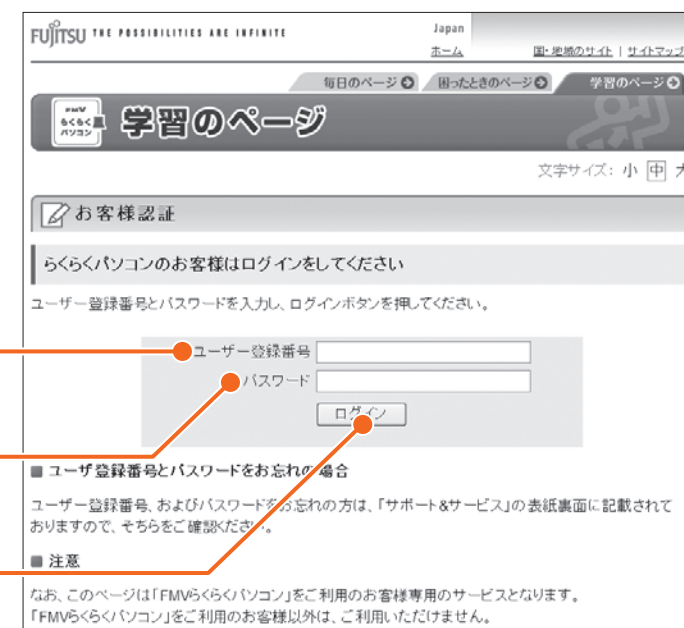 FUJITSU THE POSSIBILITIES ARE INFINITE
Japan
ホーム
国・地域のサイト | サイトマップ
毎日のページ
困ったときのページ
学習のページ
FMV
らくらく
パソコン
学習のページ
文字サイズ: 小 中 大
お客様認証
らくらくパソコンのお客様はログインをしてください
ユーザー登録番号とパスワードを入力し、ログインボタンを押してください。
ユーザー登録番号
パスワード
ログイン
■ ユーザ登録番号とパスワードをお忘れの場合
ユーザー登録番号、およびパスワードをお忘れの方は、「サポート&サービス」の表紙裏面に記載されて
おりますので、そちらをご確認ください。
■ 注意
なお、このページは「FMVらくらくパソコン」をご利用のお客様専用のサービスとなります。
「FMVらくらくパソコン」をご利用のお客様以外は、ご利用いただけません。